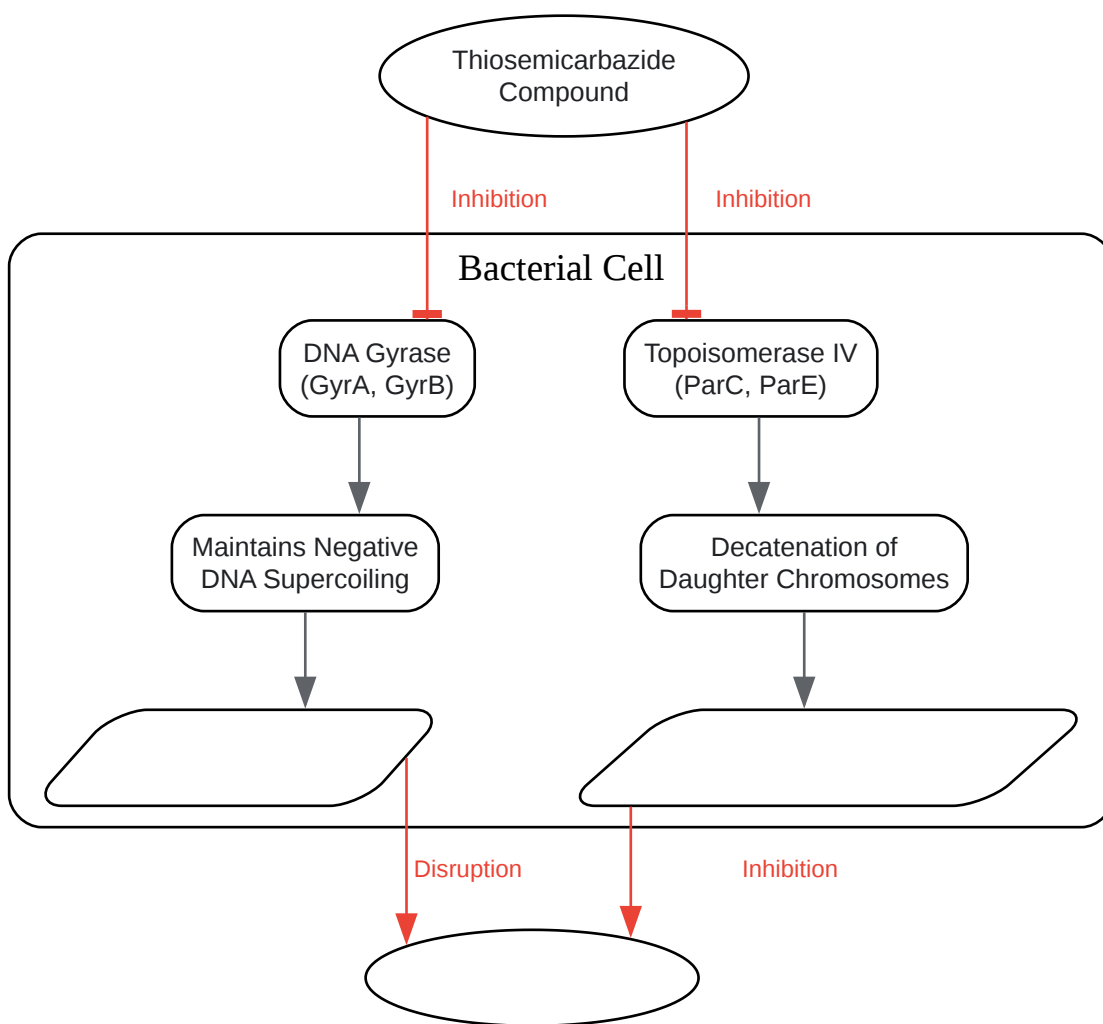 Thiosemicarbazide
Compound
Inhibition
Inhibition
Bacterial Cell
DNA Gyrase
(GyrA, GyrB)
Topoisomerase IV
(ParC, ParE)
Maintains Negative
DNA Supercoiling
Decatenation of
Daughter Chromosomes
Disruption
Inhibition